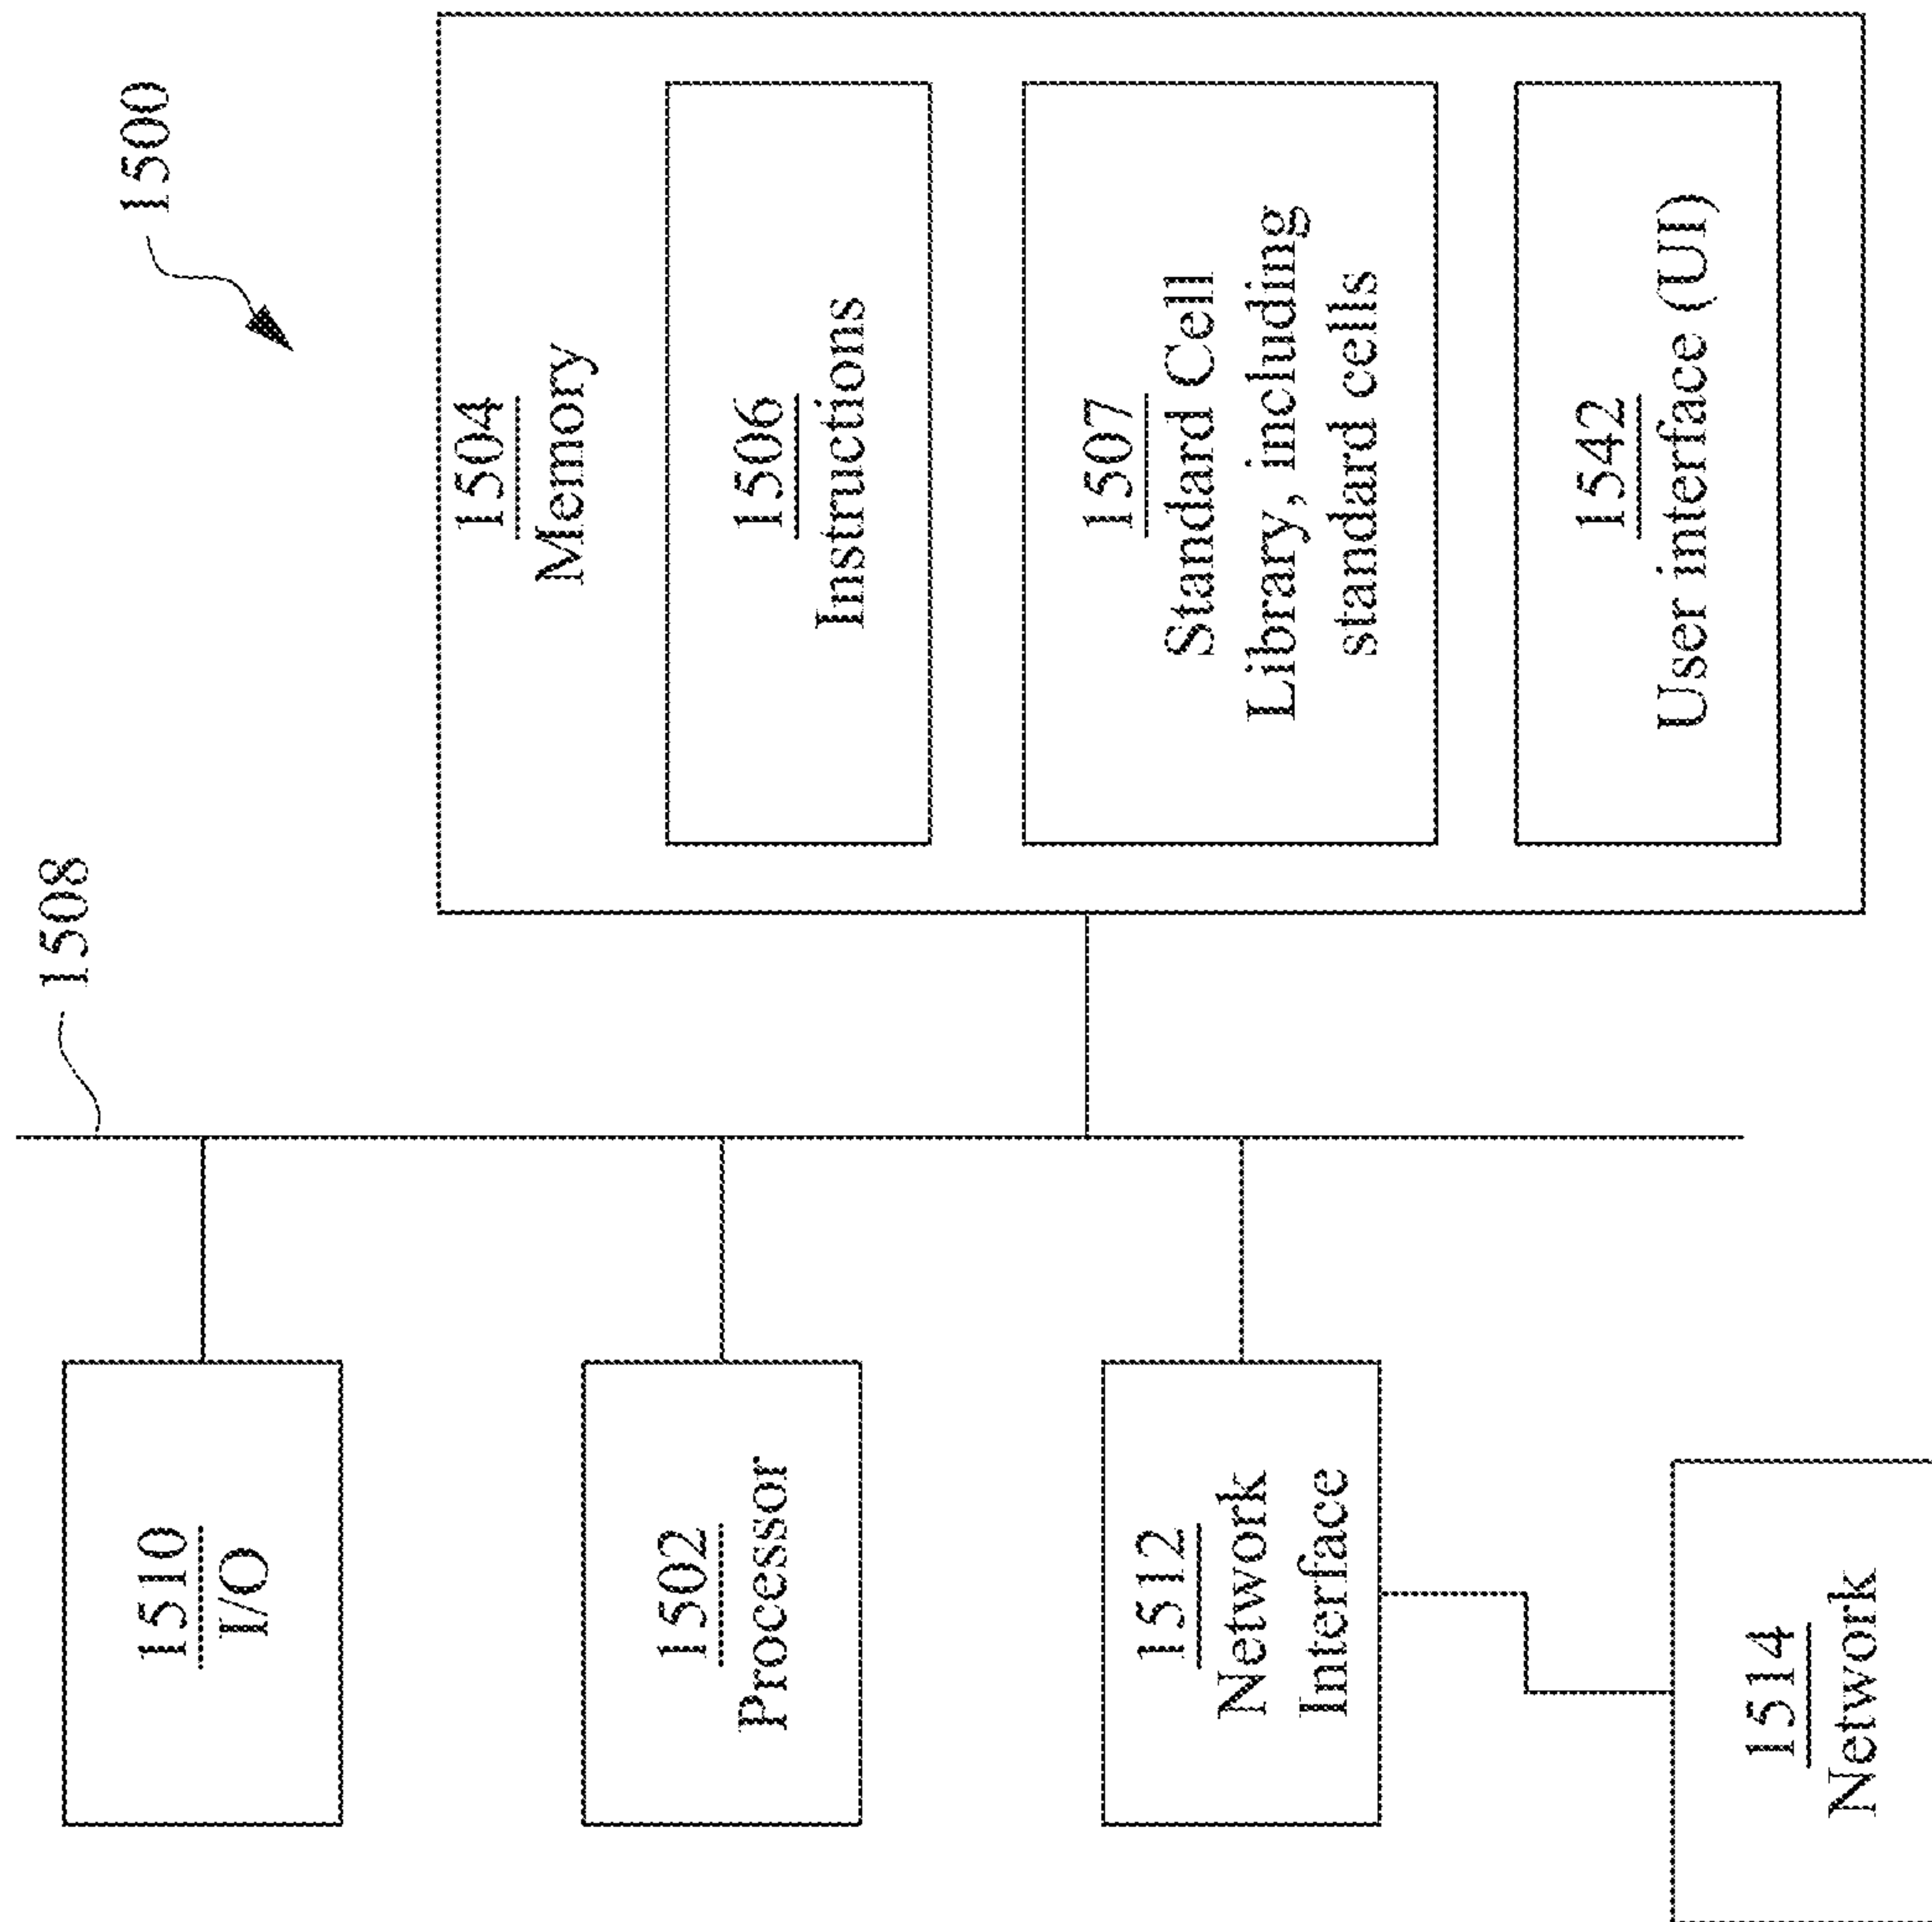 1500
1508
1504
Memory
1506
Instructions
1507
Standard Cell
Library, including
standard cells
1542
User interface (UI)
1510
I/O
1502
Processor
1512
Network
Interface
1514
Network